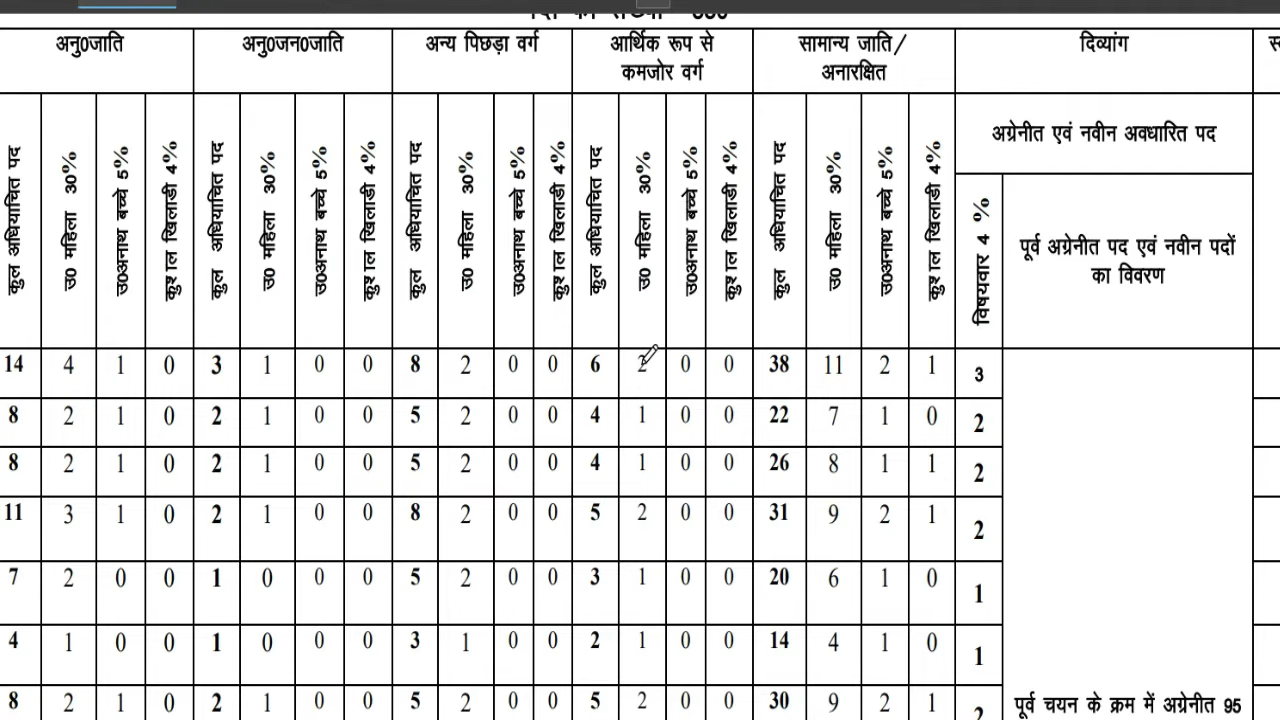 अनु0जाति	अनु0जन0जाति	अन्य पिछड़ा वर्ग	आर्थिक रूप से कमजोर वर्ग	सामान्य जाति/ अनारक्षित	दिव्यांग
अग्रेनीत एवं नवीन अवधारित पद
कुल अधियाचित पद	उ0 महिला 30%	उ0अनाथ बच्चे 5%	कुशल खिलाडी 4%	कुल अधियाचित पद	उ0 महिला 30%	उ0अनाथ बच्चे 5%	कुशल खिलाडी 4%	कुल अधियाचित पद	उ0 महिला 30%	उ0अनाथ बच्चे 5%	कुशल खिलाडी 4%	कुल अधियाचित पद	उ0 महिला 30%	उ0अनाथ बच्चे 5%	कुशल खिलाडी 4%	कुल अधियाचित पद	उ0 महिला 30%	उ0अनाथ बच्चे 5%	कुशल खिलाडी 4%	विषयवार 4 %	पूर्व अग्रेनीत पद एवं नवीन पदों का विवरण
14	4	1	0	3	1	0	0	8	2	0	0	6	2	0	0	38	11	2	1	3
8	2	1	0	2	1	0	0	5	2	0	0	4	1	0	0	22	7	1	0	2
8	2	1	0	2	1	0	0	5	2	0	0	4	1	0	0	26	8	1	1	2
11	3	1	0	2	1	0	0	8	2	0	0	5	2	0	0	31	9	2	1	2
7	2	0	0	1	0	0	0	5	2	0	0	3	1	0	0	20	6	1	0	1
4	1	0	0	1	0	0	0	3	1	0	0	2	1	0	0	14	4	1	0	1
8	2	1	0	2	1	0	0	5	2	0	0	5	2	0	0	30	9	2	1	2	पूर्व चयन के क्रम में अग्रेनीत 95